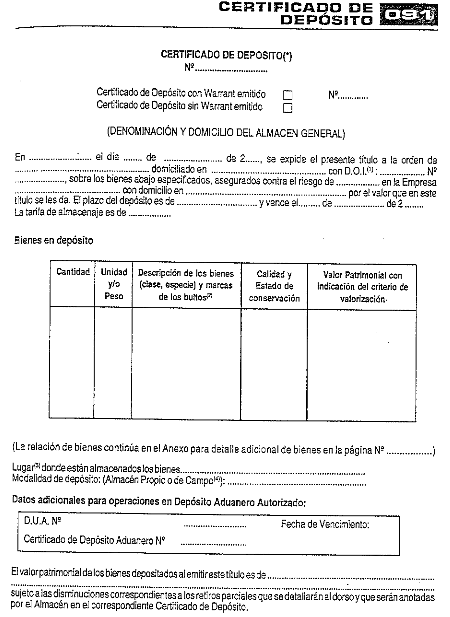 CERTIFICADO DE
DEPÓSITO 091
CERTIFICADO DE DEPOSITO(*)
Nº............................
Certificado de Depósito con Warrant emitido ☐ Nº............
Certificado de Depósito sin Warrant emitido ☐
(DENOMINACIÓN Y DOMICILIO DEL ALMACEN GENERAL)
En ........................ el día ....... de ........................ de 2......, se expide el presente título a la orden de
........................................ domiciliado en ........................................ con D.O.I.(1) : ................ Nº
..................., sobre los bienes abajo especificados, asegurados contra el riesgo de ................ en la Empresa
........................................ con domicilio en ........................................ por el valor que en este
título se les da. El plazo del depósito es de ............................ y vence el....... de .................... de 2........
La tarifa de almacenaje es de ................
Bienes en depósito
Cantidad
Unidad
y/o
Peso
Descripción de los bienes
(clase, especie) y marcas
de los bultos(2)
Calidad y
Estado de
conservación
Valor Patrimonial con
indicación del criterio de
valorización.
(La relación de bienes continúa en el Anexo para detalle adicional de bienes en la página Nº ................)
Lugar(3) donde están almacenados los bienes............................................................
Modalidad de depósito: (Almacén Propio o de Campo(4)): ................................................
Datos adicionales para operaciones en Depósito Aduanero Autorizado:
D.U.A. Nº ...................... Fecha de Vencimiento:
Certificado de Depósito Aduanero Nº ......................
El valor patrimonial de los bienes depositados al emitir este título es de ........................................
sujeto a las disminuciones correspondientes a los retiros parciales que se detallarán al dorso y que serán anotadas
por el Almacén en el correspondiente Certificado de Depósito.